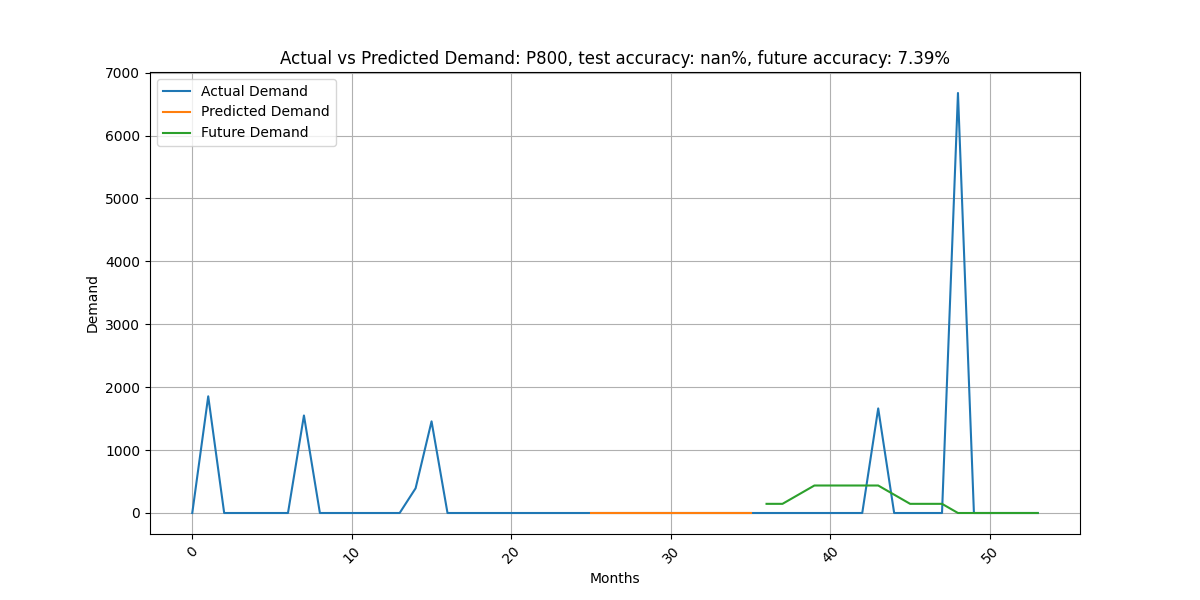 Actual vs Predicted Demand: P800, test accuracy: nan%, future accuracy: 7.39%
Actual Demand
Predicted Demand
Future Demand
7000
6000
5000
4000
3000
2000
1000
0
Demand
0
10
20
30
40
50
Months